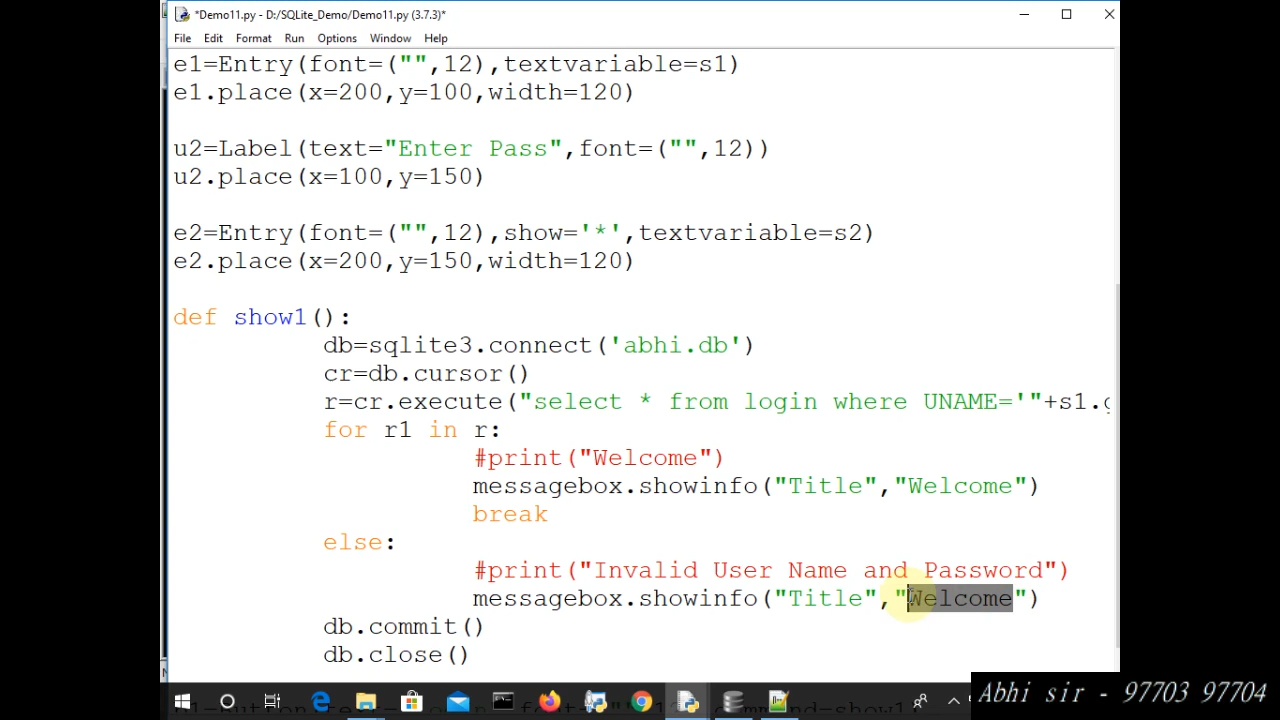 *Demo11.py - D:/SQLite_Demo/Demo11.py (3.7.3)*
File Edit Format Run Options Window Help
e1=Entry(font=("",12),textvariable=s1)
e1.place(x=200,y=100,width=120)
u2=Label(text="Enter Pass",font=("",12))
u2.place(x=100,y=150)
e2=Entry(font=("",12),show='*',textvariable=s2)
e2.place(x=200,y=150,width=120)
def show1():
db=sqlite3.connect('abhi.db')
cr=db.cursor()
r=cr.execute("select * from login where UNAME='"+s1.g
for r1 in r:
#print("Welcome")
messagebox.showinfo("Title","Welcome")
break
else:
#print("Invalid User Name and Password")
messagebox.showinfo("Title","Welcome")
db.commit()
db.close()
Abhi sir - 97703 97704